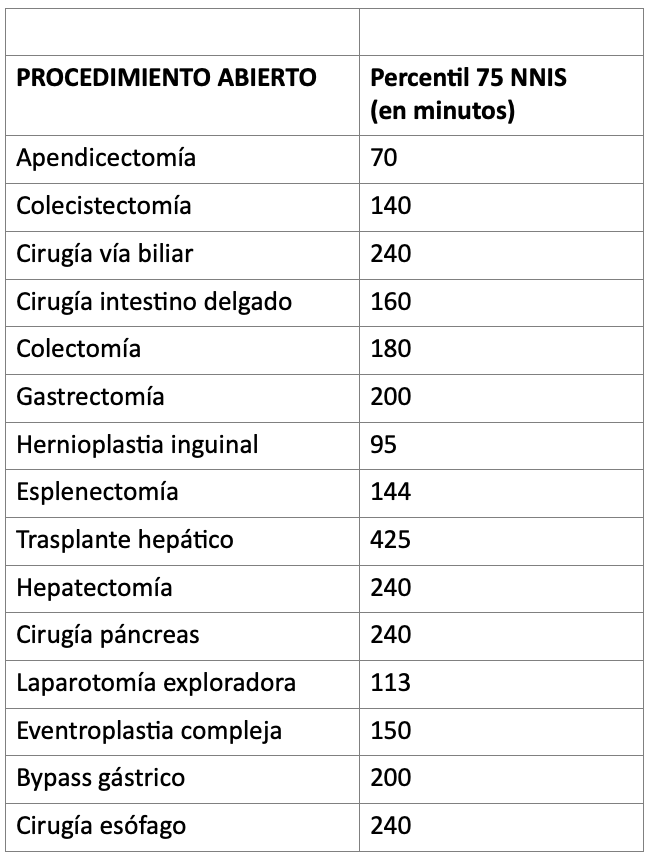 PROCEDIMIENTO ABIERTO Percentil 75 NNIS
(en minutos)
Apendicectomía 70
Colecistectomía 140
Cirugía vía biliar 240
Cirugía intestino delgado 160
Colectomía 180
Gastrectomía 200
Hernioplastia inguinal 95
Esplenectomía 144
Trasplante hepático 425
Hepatectomía 240
Cirugía páncreas 240
Laparotomía exploradora 113
Eventroplastia compleja 150
Bypass gástrico 200
Cirugía esófago 240